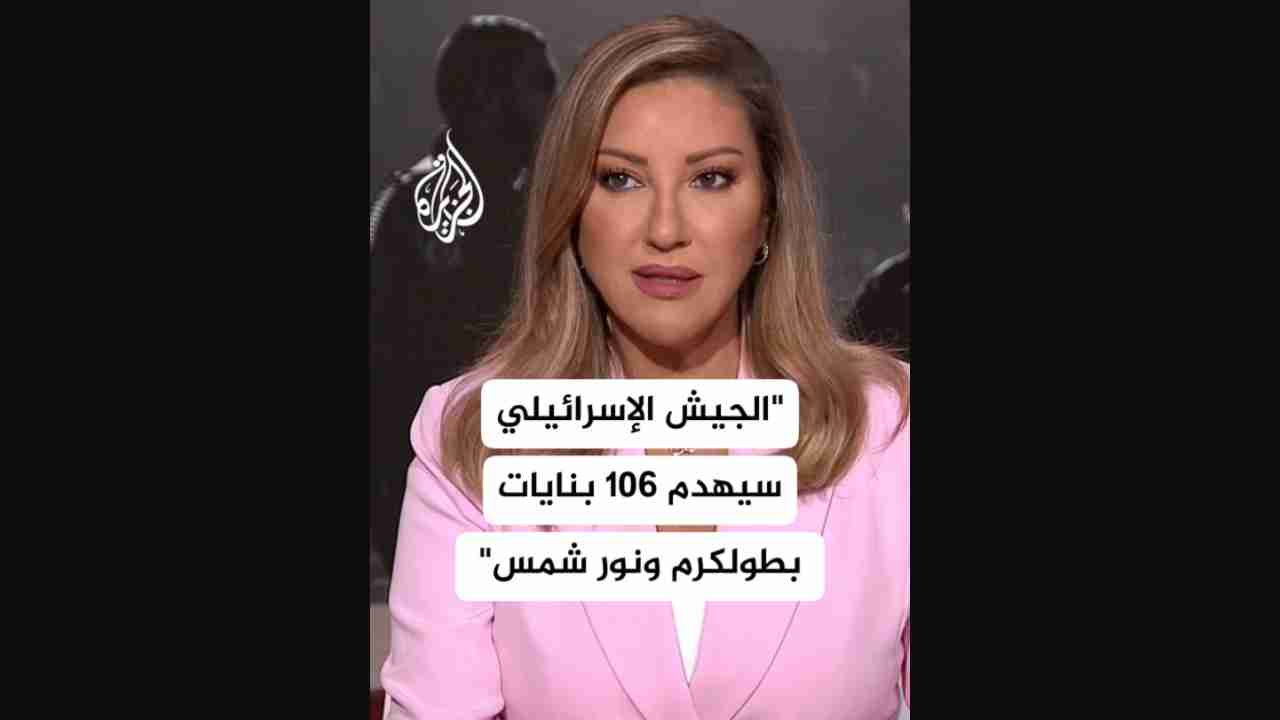 الجزيرة
"الجيش الإسرائيلي
سيهدم 106 بنايات
بطولكرم ونور شمس"